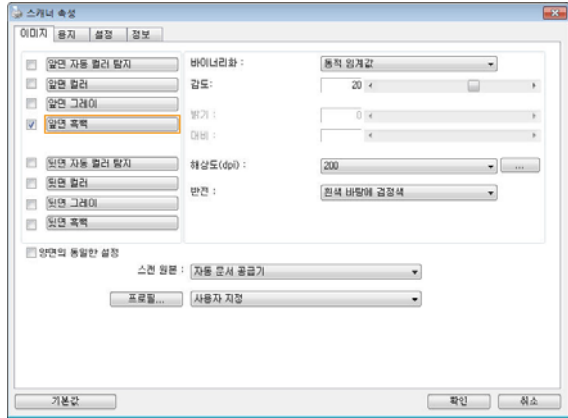 스캐너 속성
이미지 용지 설정 정보
앞면 자동 컬러 탐지
앞면 컬러
앞면 그레이
앞면 흑백
뒷면 자동 컬러 탐지
뒷면 컬러
뒷면 그레이
뒷면 흑백
바이너리화 : 동적 임계값
감도: 20
밝기 : 0
대비 :
해상도(dpi) : 200 ...
반전 : 흰색 바탕에 검정색
양면의 동일한 설정
스캔 원본 : 자동 문서 공급기
프로필... 사용자 지정
기본값 확인 취소